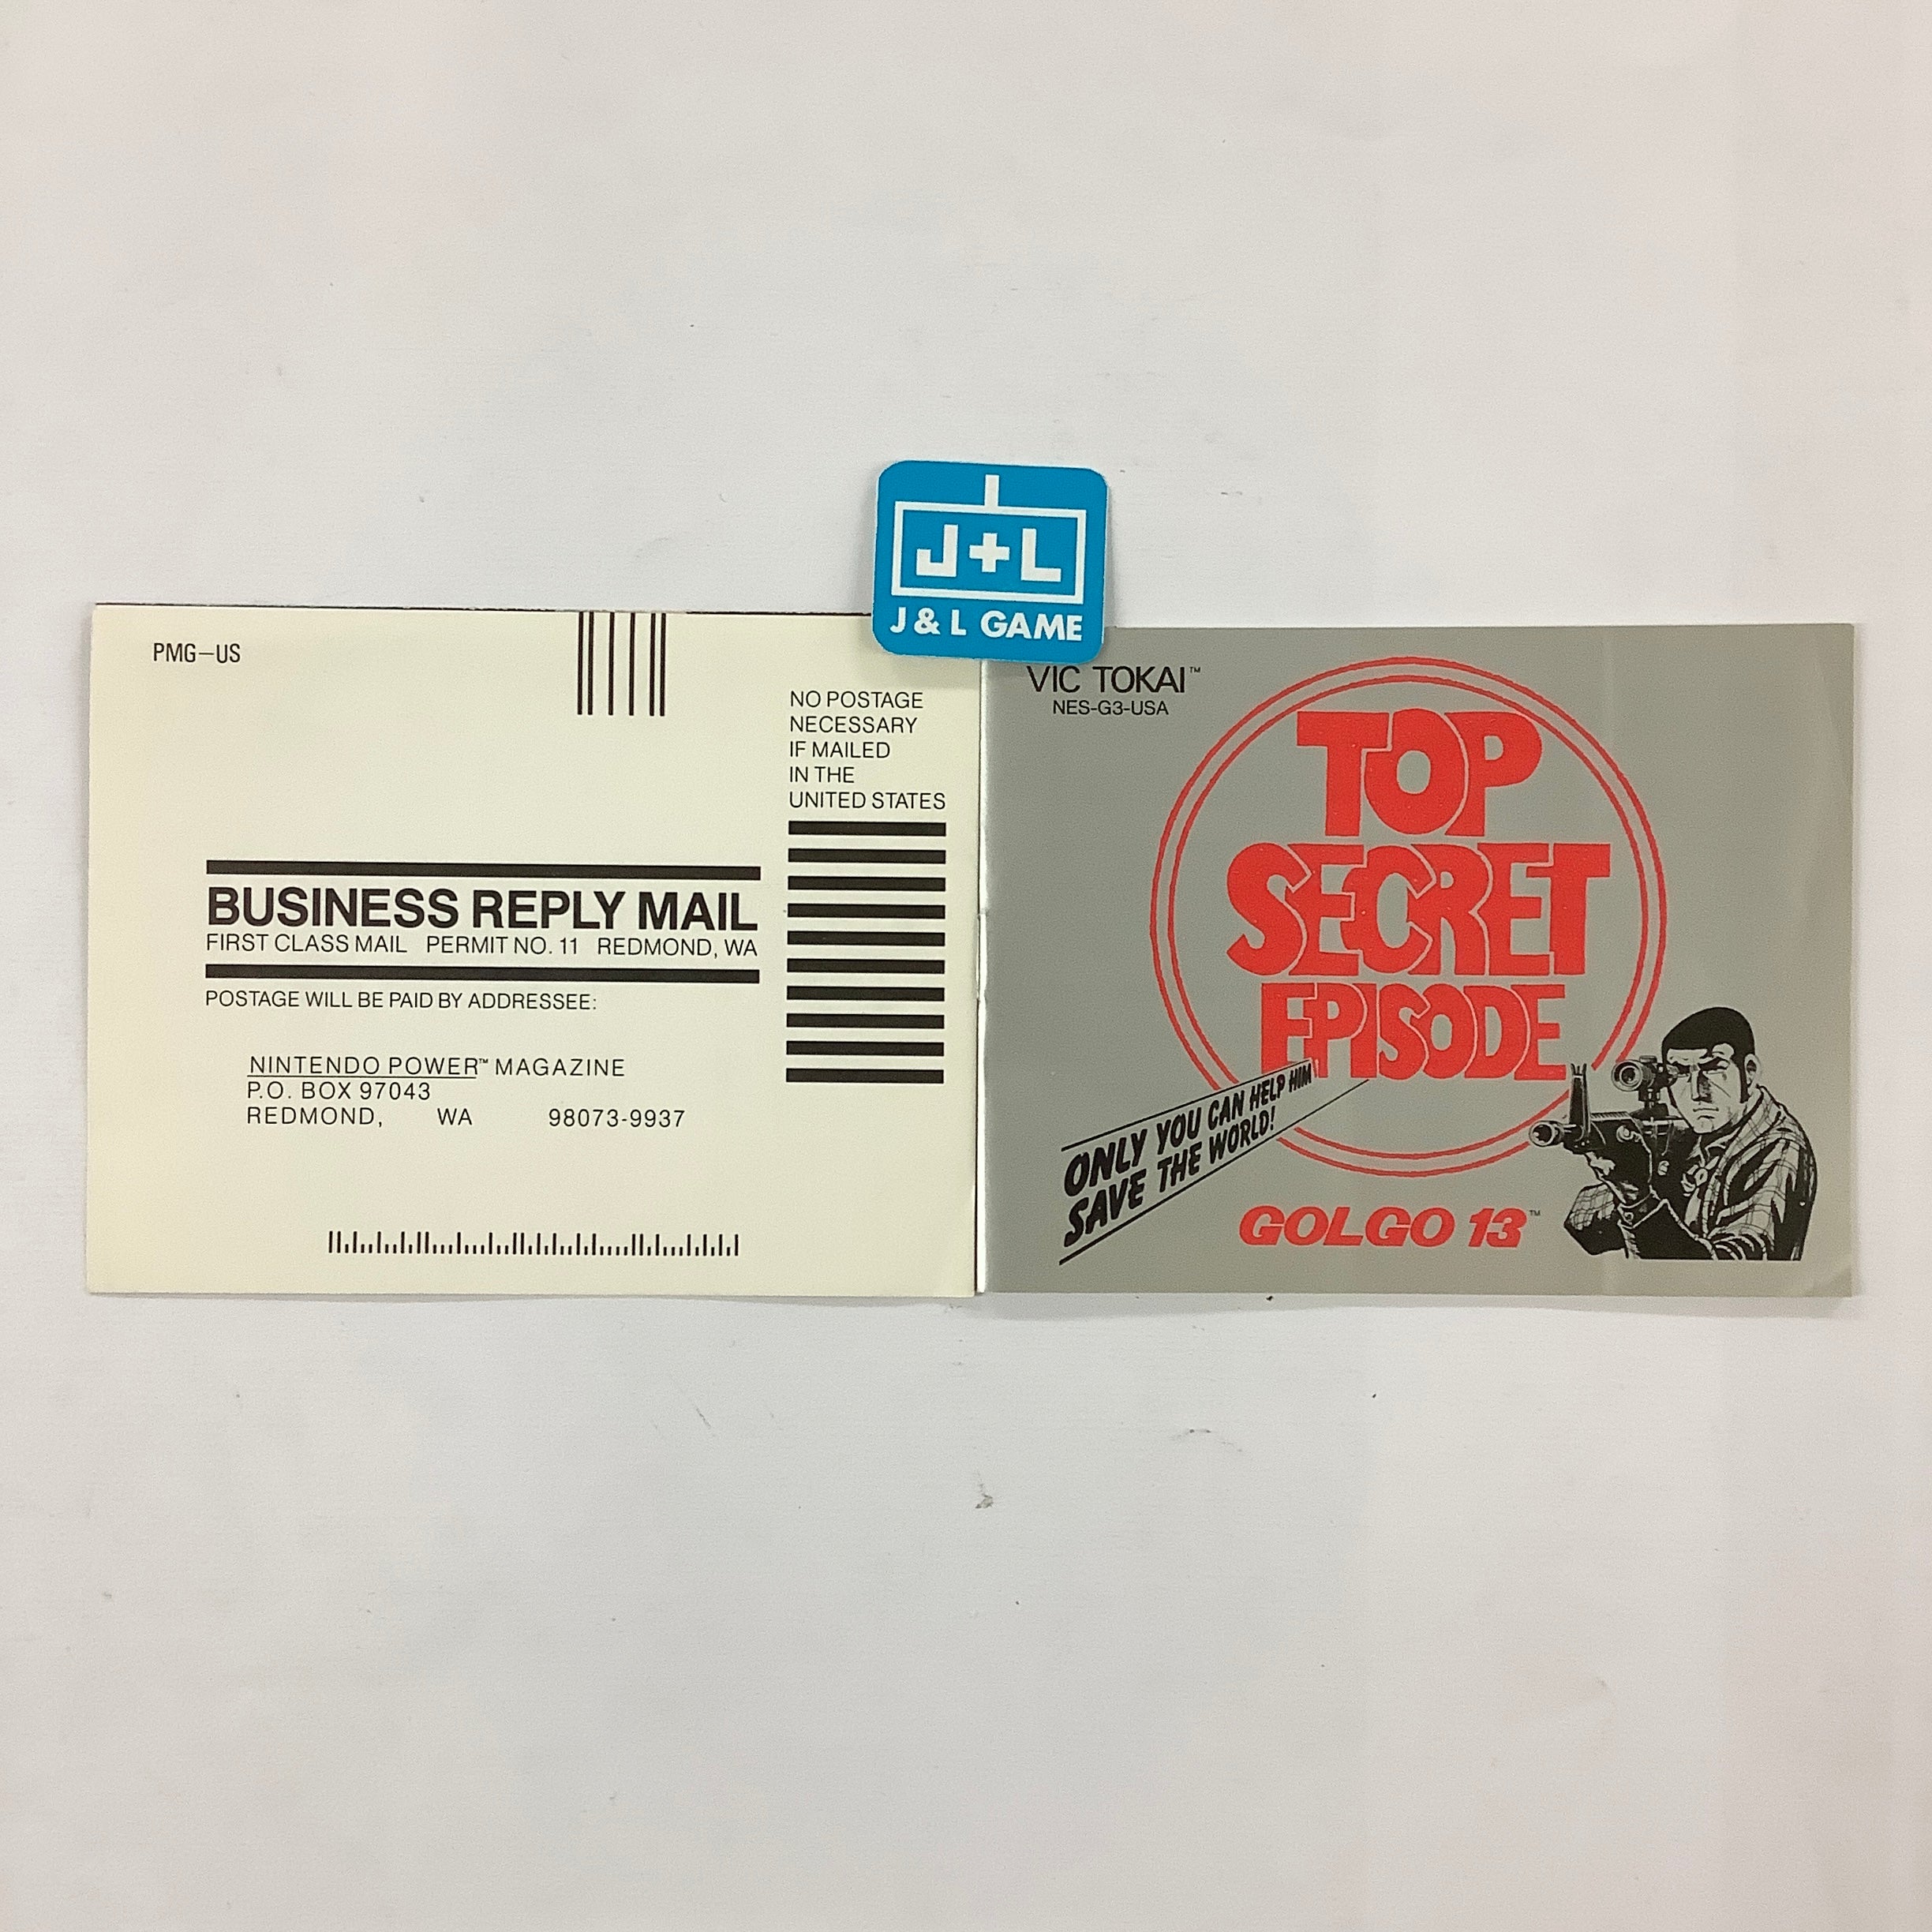 J+L
J & L GAME
PMG–US
NO POSTAGE
NECESSARY
IF MAILED
IN THE
UNITED STATES
BUSINESS REPLY MAIL
FIRST CLASS MAIL PERMIT NO. 11 REDMOND, WA
POSTAGE WILL BE PAID BY ADDRESSEE:
NINTENDO POWER™ MAGAZINE
P.O. BOX 97043
REDMOND, WA 98073-9937
VIC TOKAI™
NES-G3-USA
TOP
SECRET
EPISODE
ONLY YOU CAN HELP HIM
SAVE THE WORLD!
GOLGO 13™